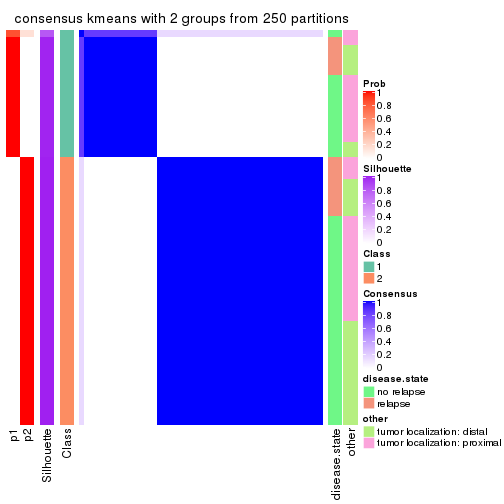 consensus kmeans with 2 groups from 250 partitions
Prob
1
0.8
0.6
0.4
0.2
0
Silhouette
1
0.8
0.6
0.4
0.2
0
Class
1
2
Consensus
1
0.8
0.6
0.4
0.2
0
disease.state
no relapse
relapse
other
tumor localization: distal
tumor localization: proximal
p1
p2
Silhouette
Class
disease.state
other